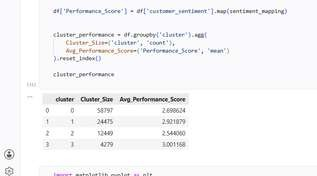 df['Performance_Score'] = df['customer_sentiment'].map(sentiment_mapping)
cluster_performance = df.groupby('cluster').agg(
Cluster_Size=('cluster', 'count'),
Avg_Performance_Score=('Performance_Score', 'mean')
).reset_index()
cluster_performance
cluster Cluster_Size Avg_Performance_Score
0 0 58797 2.698624
1 1 24475 2.921879
2 2 12449 2.544060
3 3 4279 3.001168
import matplotlib.pyplot as plt